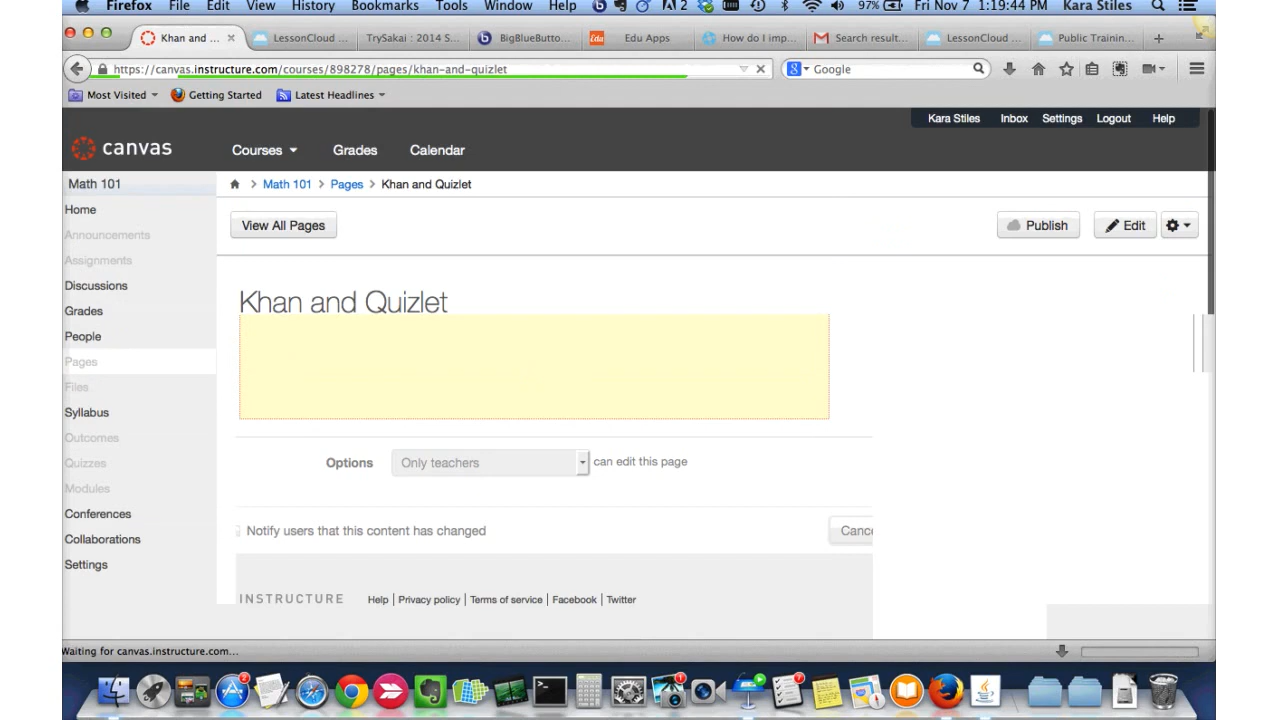 Firefox File Edit View History Bookmarks Tools Window Help 2 97% Fri Nov 7 1:19:44 PM Kara Stiles
Khan and ... × LessonCloud ... TrySakai : 2014 S... BigBlueButto... Edu Apps How do I imp... Search result... LessonCloud ... Public Trainin... +
https://canvas.instructure.com/courses/898278/pages/khan-and-quizlet Google
Most Visited Getting Started Latest Headlines
Kara Stiles Inbox Settings Logout Help
canvas Courses Grades Calendar
Math 101 > Math 101 > Pages > Khan and Quizlet
Home
View All Pages Publish Edit
Announcements
Assignments
Discussions
Khan and Quizlet
Grades
People
Pages
Files
Syllabus
Outcomes
Quizzes
Options Only teachers can edit this page
Modules
Conferences
Notify users that this content has changed Cance
Collaborations
Settings
INSTRUCTURE Help | Privacy policy | Terms of service | Facebook | Twitter
Waiting for canvas.instructure.com...